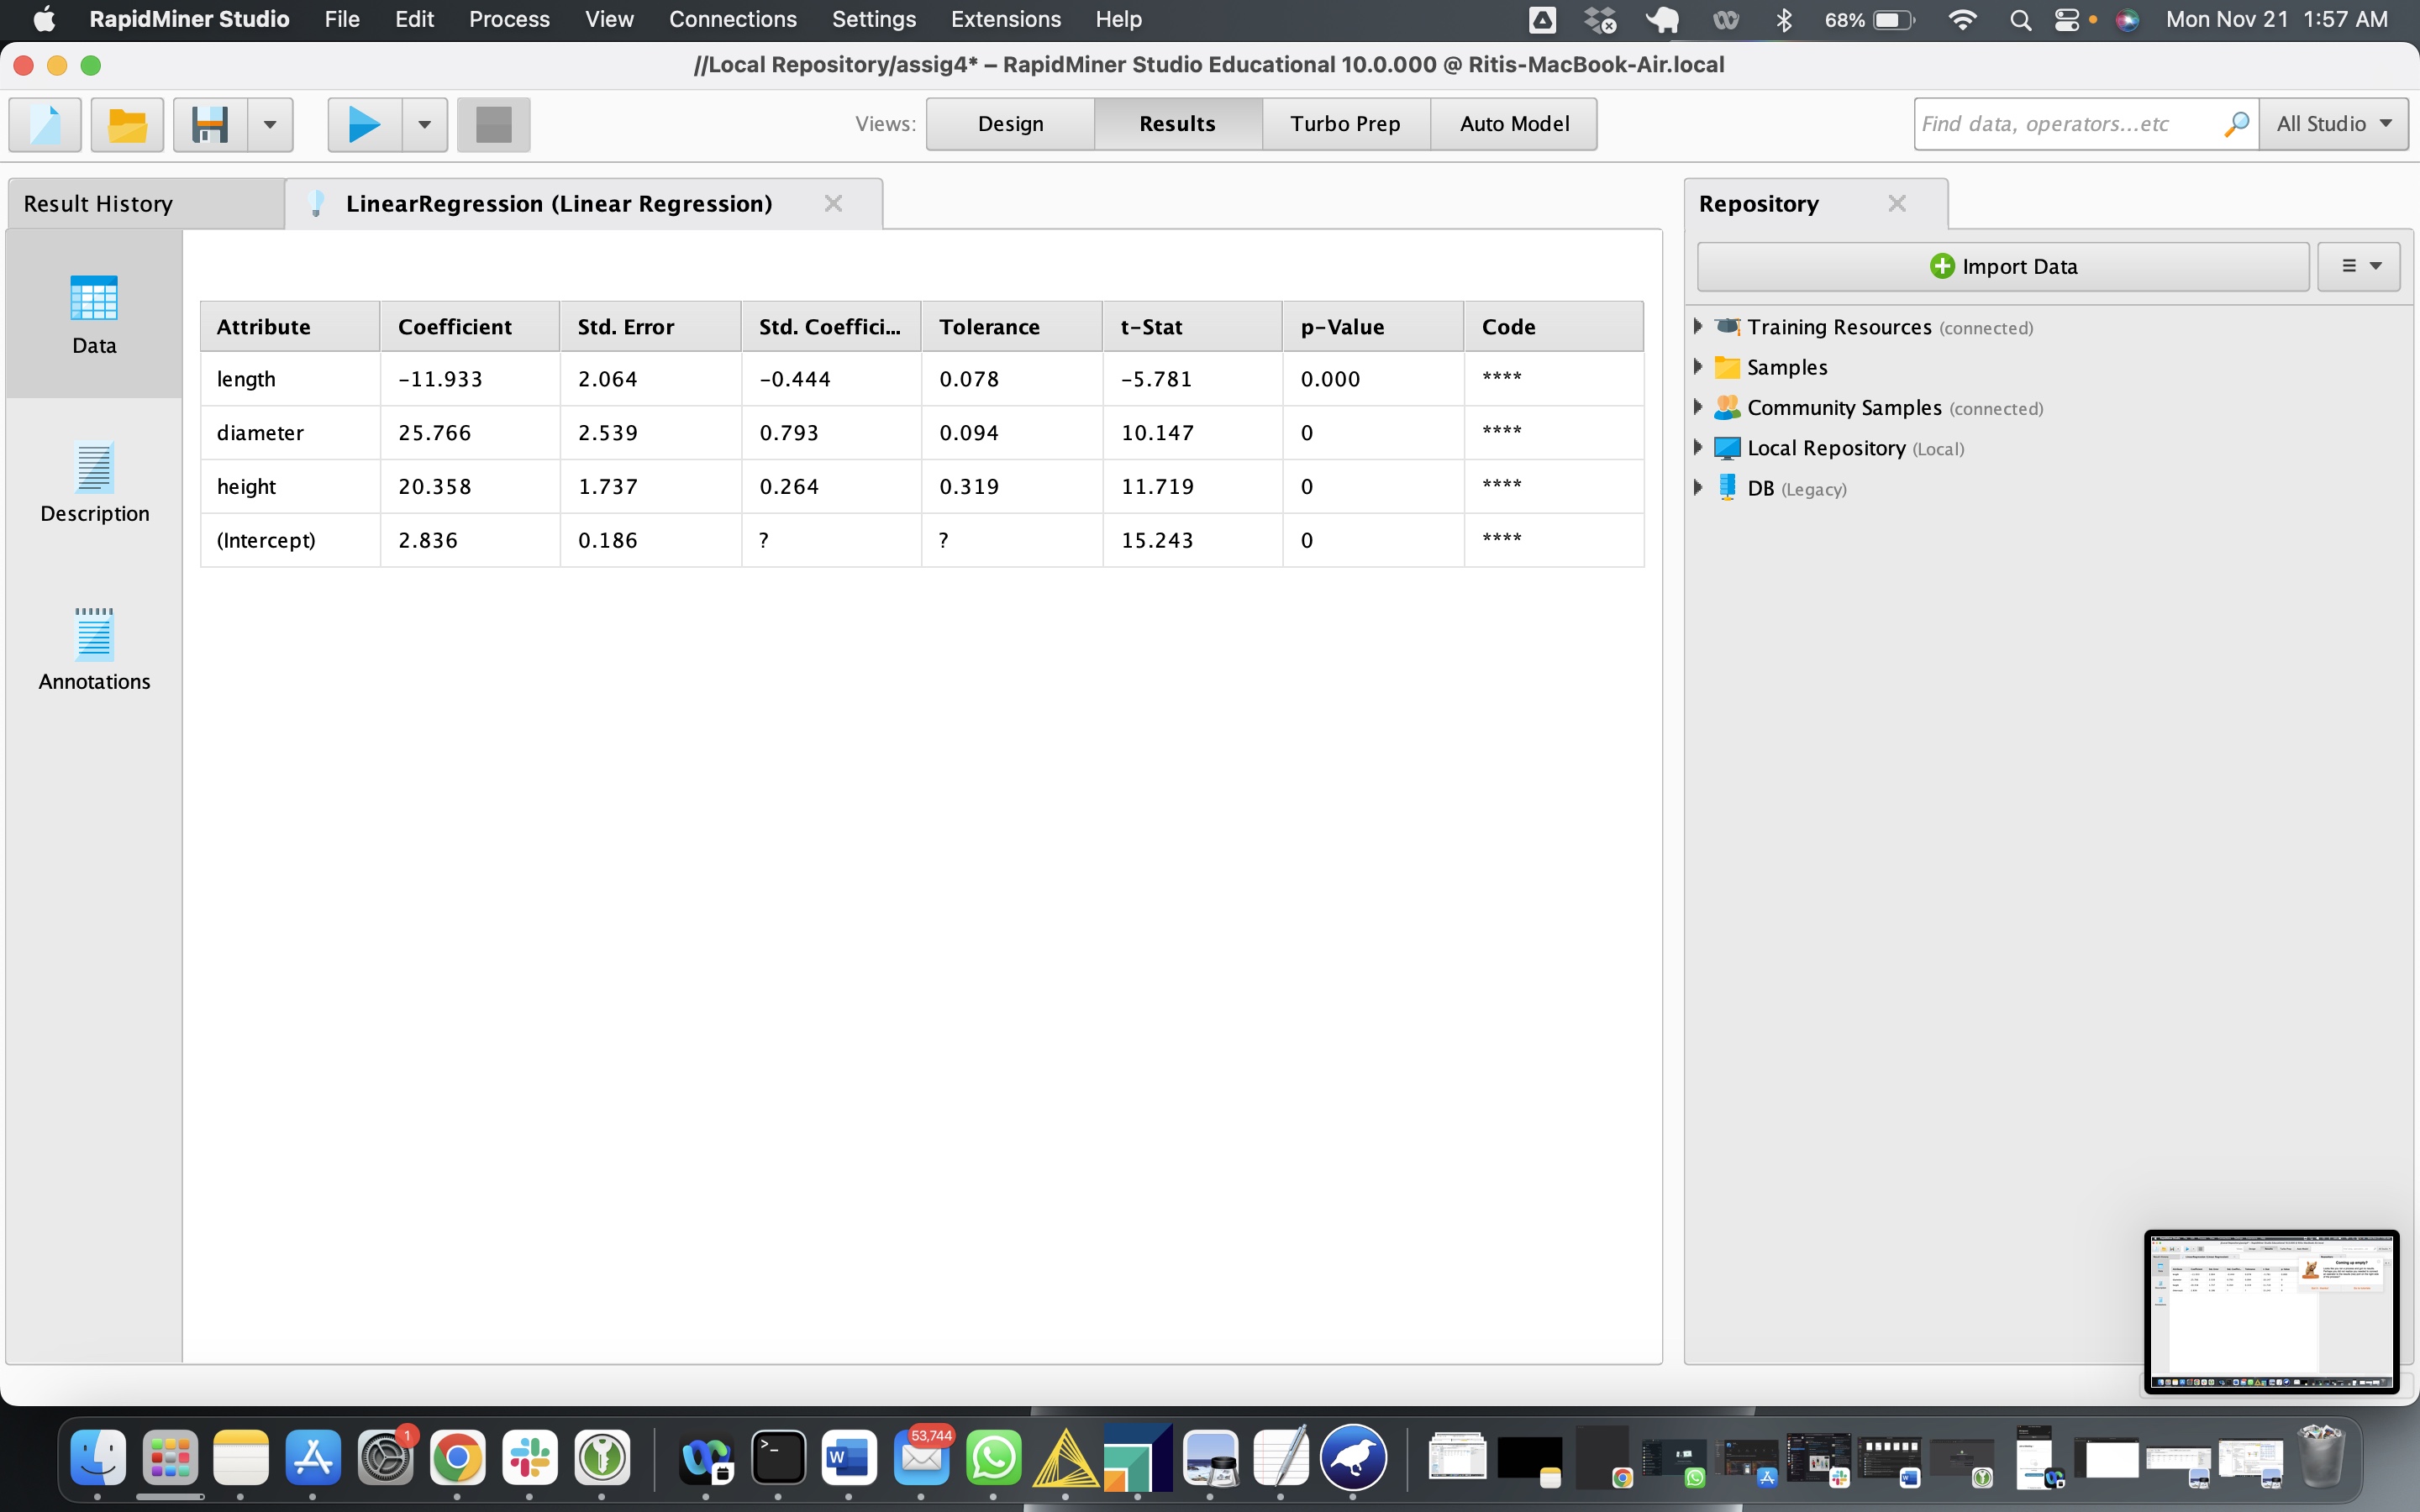 RapidMiner Studio File Edit Process View Connections Settings Extensions Help 68% Mon Nov 21 1:57 AM
//Local Repository/assig4* – RapidMiner Studio Educational 10.0.000 @ Ritis-MacBook-Air.local
Views: Design Results Turbo Prep Auto Model Find data, operators...etc All Studio
Result History LinearRegression (Linear Regression) Repository
Import Data
Data
Description
Annotations
Attribute Coefficient Std. Error Std. Coeffici... Tolerance t-Stat p-Value Code
length -11.933 2.064 -0.444 0.078 -5.781 0.000 ****
diameter 25.766 2.539 0.793 0.094 10.147 0 ****
height 20.358 1.737 0.264 0.319 11.719 0 ****
(Intercept) 2.836 0.186 ? ? 15.243 0 ****
Training Resources (connected)
Samples
Community Samples (connected)
Local Repository (Local)
DB (Legacy)
Coming up empty?
1
>_
W
53,744